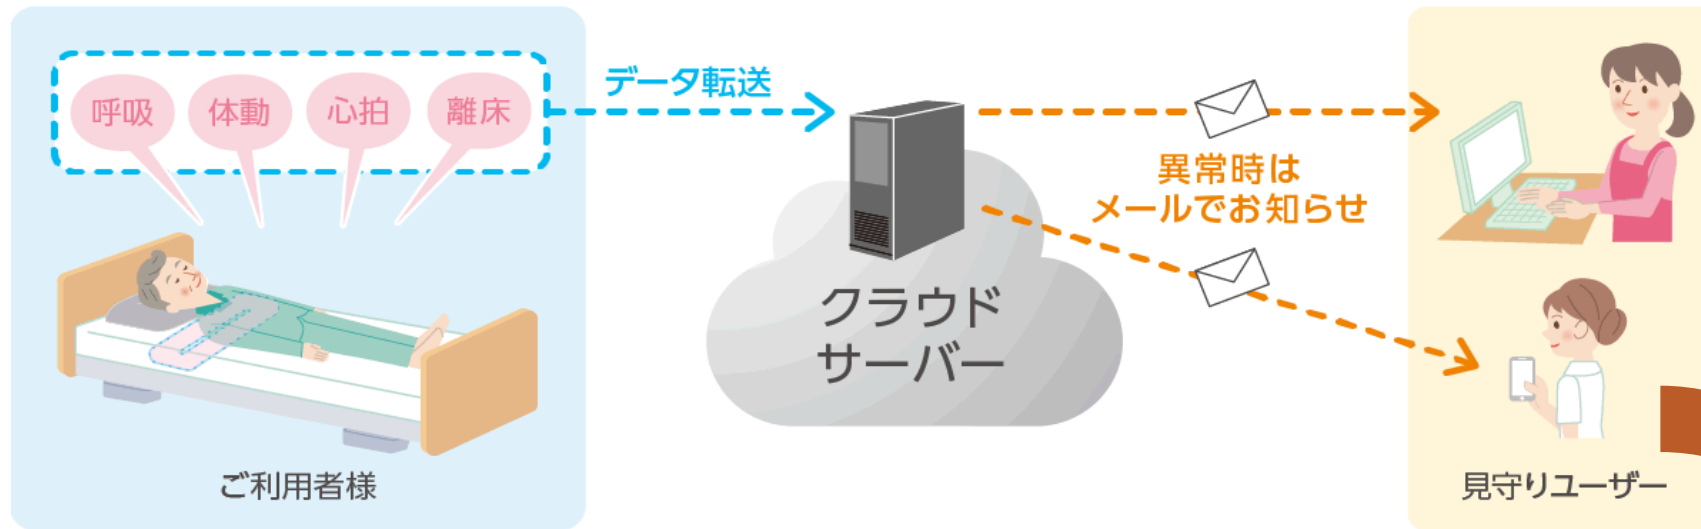 呼吸
体動
心拍
離床
データ転送
異常時は
メールでお知らせ
クラウド
サーバー
ご利用者様
見守りユーザー